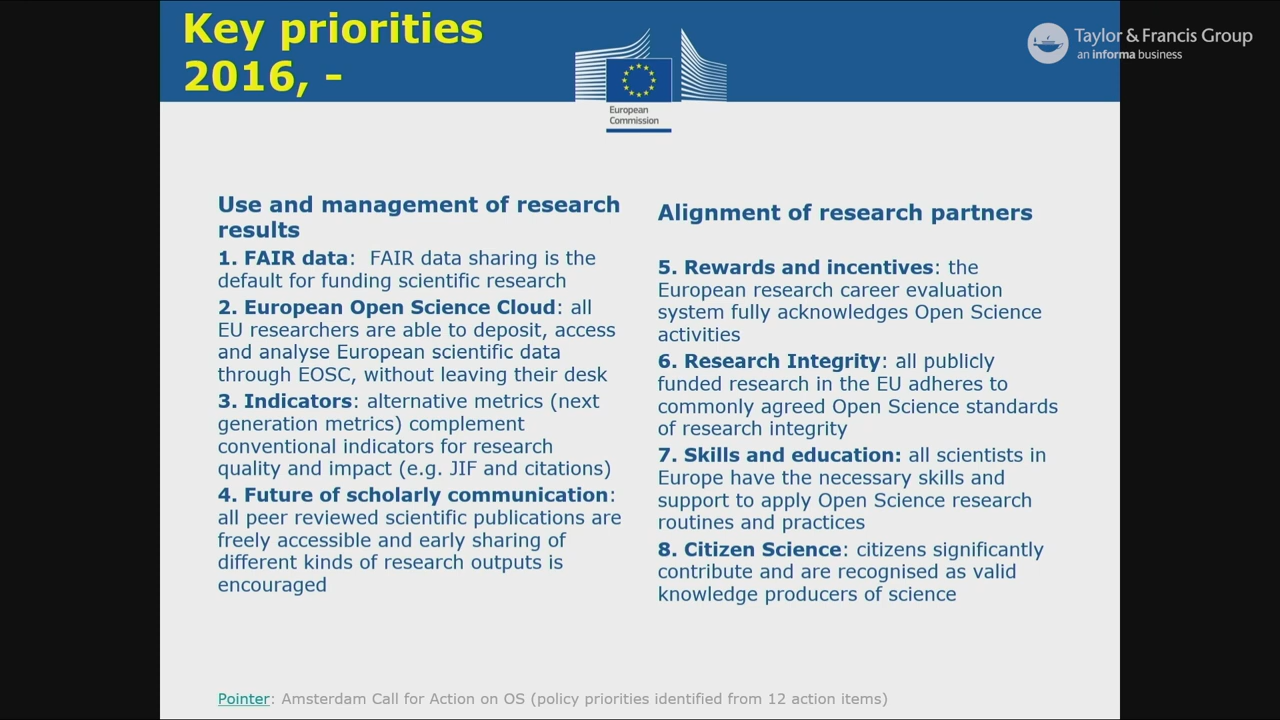 Key priorities
2016, -
European
Commission
Taylor & Francis Group
an informa business
Use and management of research
results
1. FAIR data:  FAIR data sharing is the
default for funding scientific research
2. European Open Science Cloud: all
EU researchers are able to deposit, access
and analyse European scientific data
through EOSC, without leaving their desk
3. Indicators: alternative metrics (next
generation metrics) complement
conventional indicators for research
quality and impact (e.g. JIF and citations)
4. Future of scholarly communication:
all peer reviewed scientific publications are
freely accessible and early sharing of
different kinds of research outputs is
encouraged
Alignment of research partners
5. Rewards and incentives: the
European research career evaluation
system fully acknowledges Open Science
activities
6. Research Integrity: all publicly
funded research in the EU adheres to
commonly agreed Open Science standards
of research integrity
7. Skills and education: all scientists in
Europe have the necessary skills and
support to apply Open Science research
routines and practices
8. Citizen Science: citizens significantly
contribute and are recognised as valid
knowledge producers of science
Pointer: Amsterdam Call for Action on OS (policy priorities identified from 12 action items)